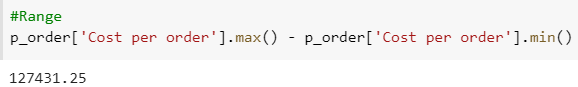 #Range
p_order['Cost per order'].max() - p_order['Cost per order'].min()
127431.25